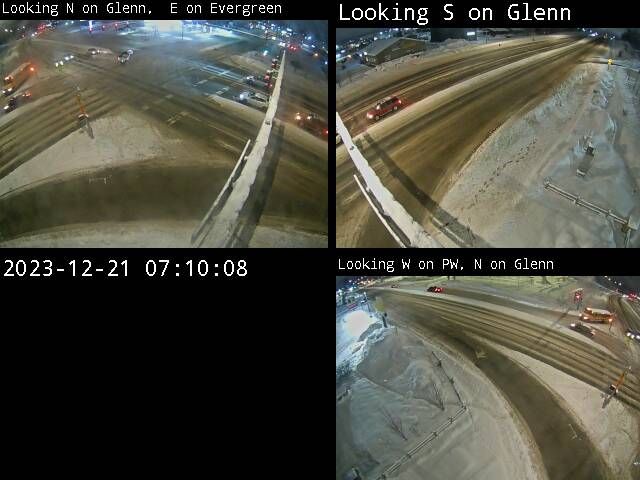 Looking N on Glenn, E on Evergreen
Looking S on Glenn
2023-12-21 07:10:08
Looking W on PW, N on Glenn